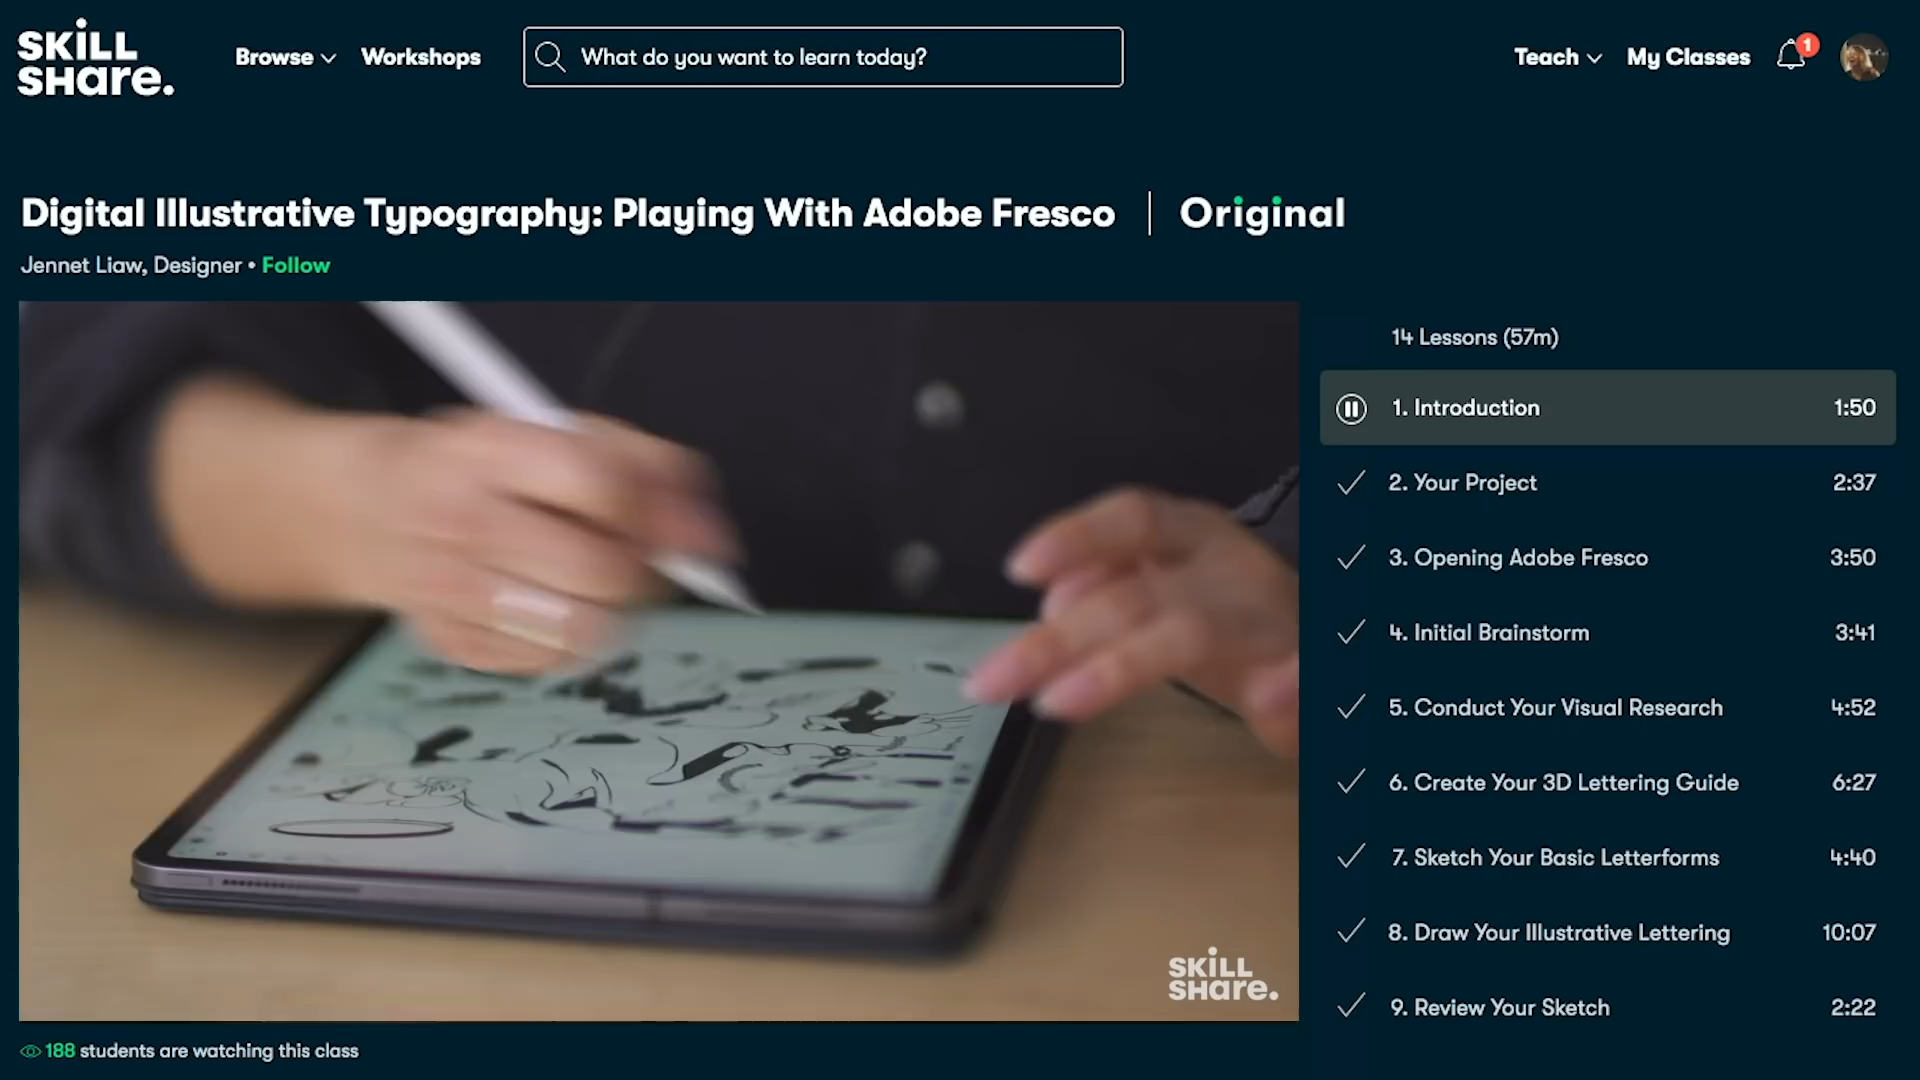 SKILL
SHare.
Browse
Workshops
What do you want to learn today?
Teach
My Classes
1
Digital Illustrative Typography: Playing With Adobe Fresco | Original
Jennet Liaw, Designer • Follow
14 Lessons (57m)
1. Introduction 1:50
2. Your Project 2:37
3. Opening Adobe Fresco 3:50
4. Initial Brainstorm 3:41
5. Conduct Your Visual Research 4:52
6. Create Your 3D Lettering Guide 6:27
7. Sketch Your Basic Letterforms 4:40
8. Draw Your Illustrative Lettering 10:07
9. Review Your Sketch 2:22
SKILL
SHare.
188 students are watching this class